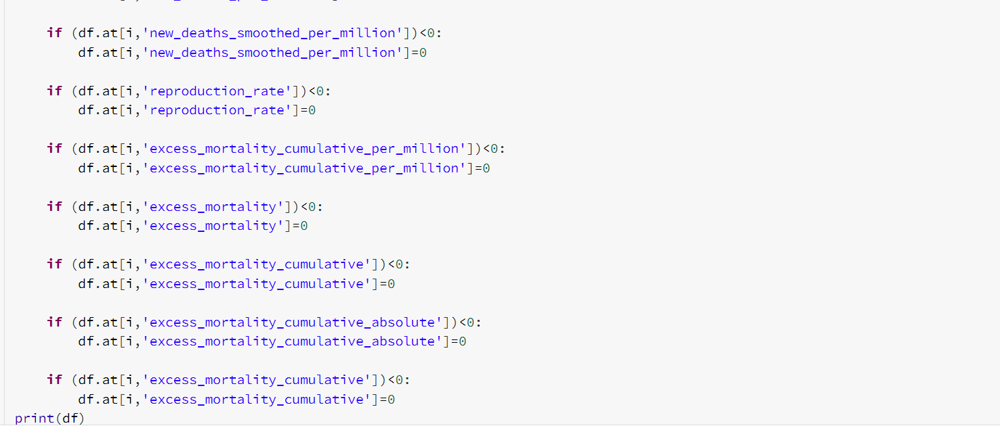 if (df.at[i,'new_deaths_smoothed_per_million'])<0:
df.at[i,'new_deaths_smoothed_per_million']=0
if (df.at[i,'reproduction_rate'])<0:
df.at[i,'reproduction_rate']=0
if (df.at[i,'excess_mortality_cumulative_per_million'])<0:
df.at[i,'excess_mortality_cumulative_per_million']=0
if (df.at[i,'excess_mortality'])<0:
df.at[i,'excess_mortality']=0
if (df.at[i,'excess_mortality_cumulative'])<0:
df.at[i,'excess_mortality_cumulative']=0
if (df.at[i,'excess_mortality_cumulative_absolute'])<0:
df.at[i,'excess_mortality_cumulative_absolute']=0
if (df.at[i,'excess_mortality_cumulative'])<0:
df.at[i,'excess_mortality_cumulative']=0
print(df)